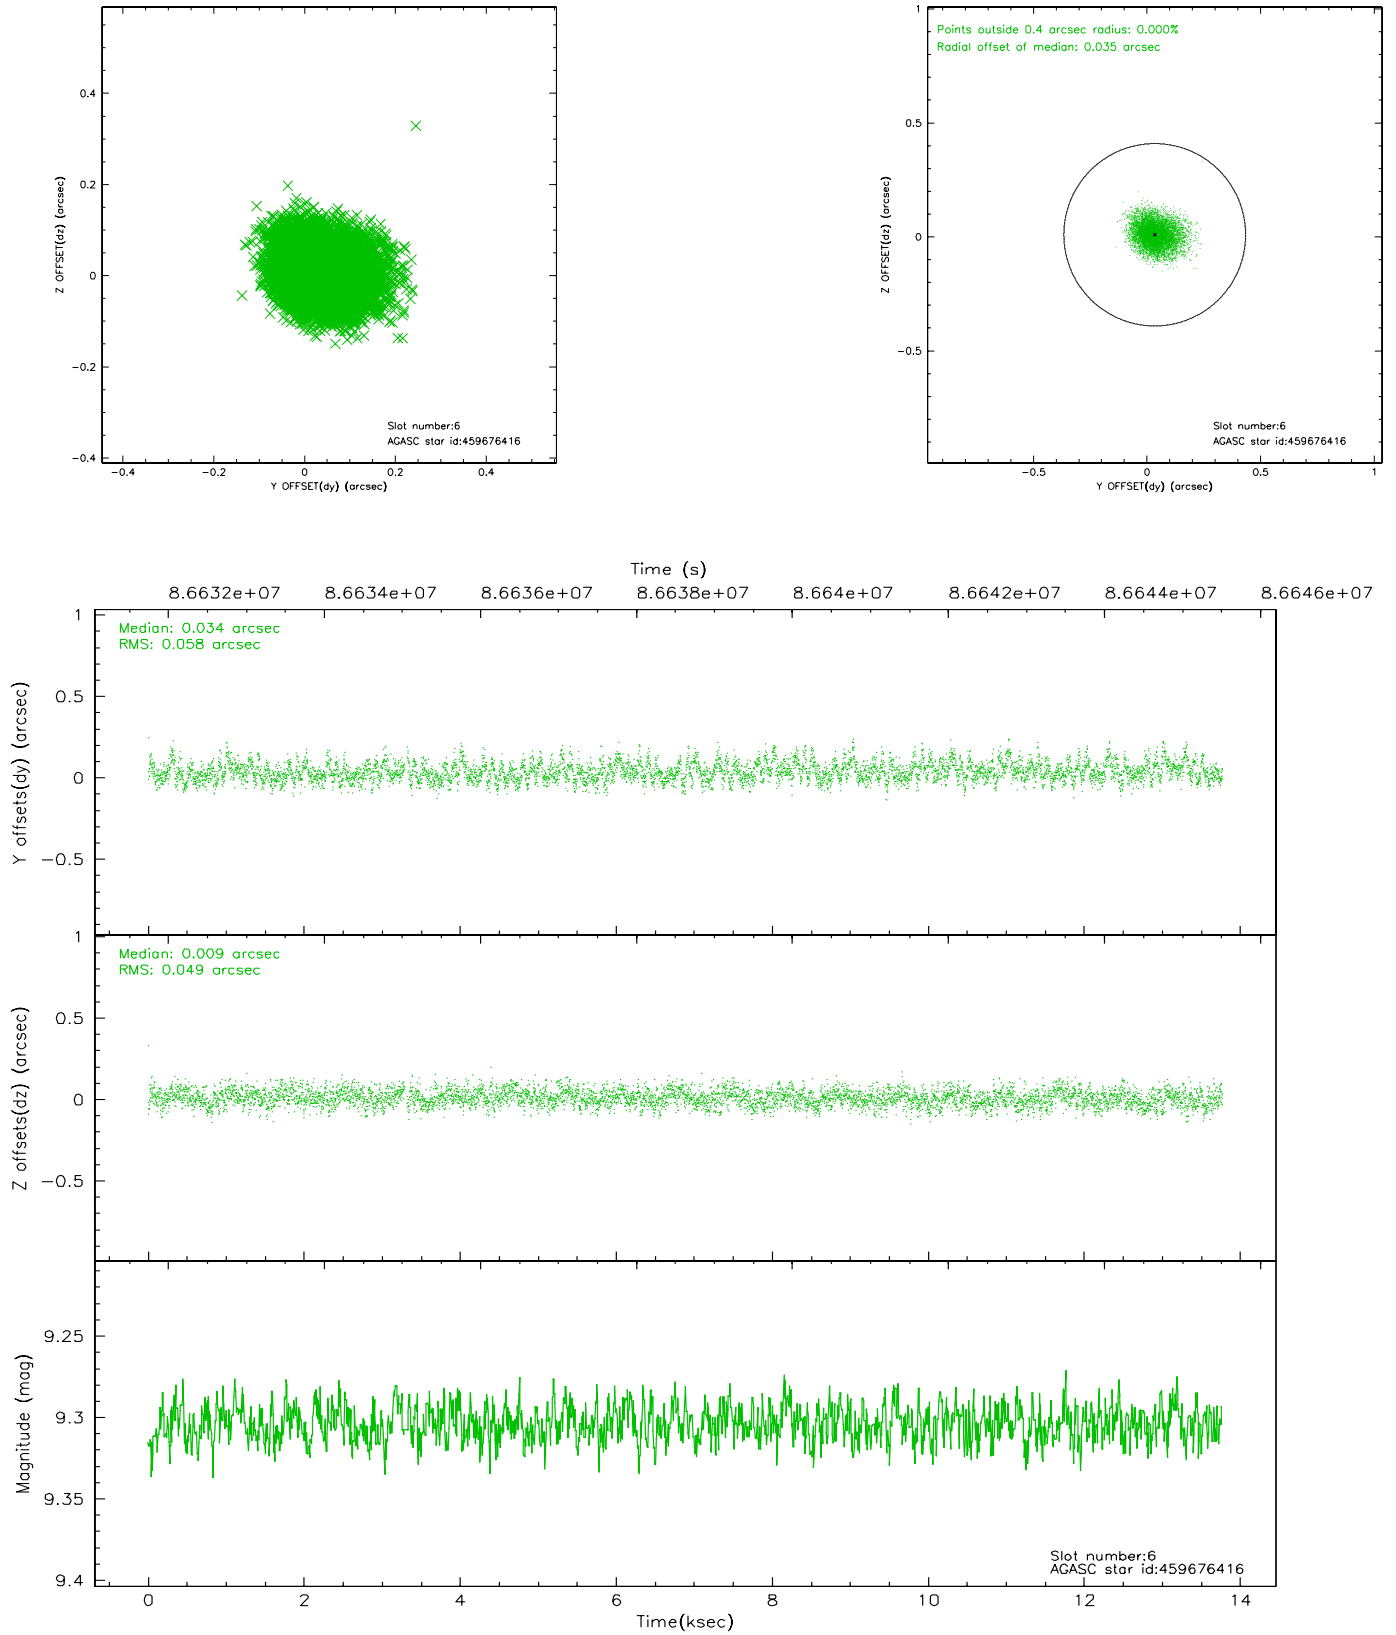 0.4
0.2
0
−0.2
−0.4
Z OFFSET(dz) (arcsec)
Slot number:6
AGASC star id:459676416
−0.4
−0.2
0
0.2
0.4
Y OFFSET(dy) (arcsec)
Points outside 0.4 arcsec radius: 0.000%
Radial offset of median: 0.035 arcsec
1
0.5
0
−0.5
Z OFFSET(dz) (arcsec)
Slot number:6
AGASC star id:459676416
−0.5
0
0.5
1
Y OFFSET(dy) (arcsec)
Time (s)
8.6632e+07
8.6634e+07
8.6636e+07
8.6638e+07
8.664e+07
8.6642e+07
8.6644e+07
8.6646e+07
Median: 0.034 arcsec
RMS: 0.058 arcsec
1
0.5
0
−0.5
Y offsets(dy) (arcsec)
Median: 0.009 arcsec
RMS: 0.049 arcsec
1
0.5
0
−0.5
Z offsets(dz) (arcsec)
9.25
9.3
9.35
9.4
Magnitude (mag)
Slot number:6
AGASC star id:459676416
0
2
4
6
8
10
12
14
Time(ksec)